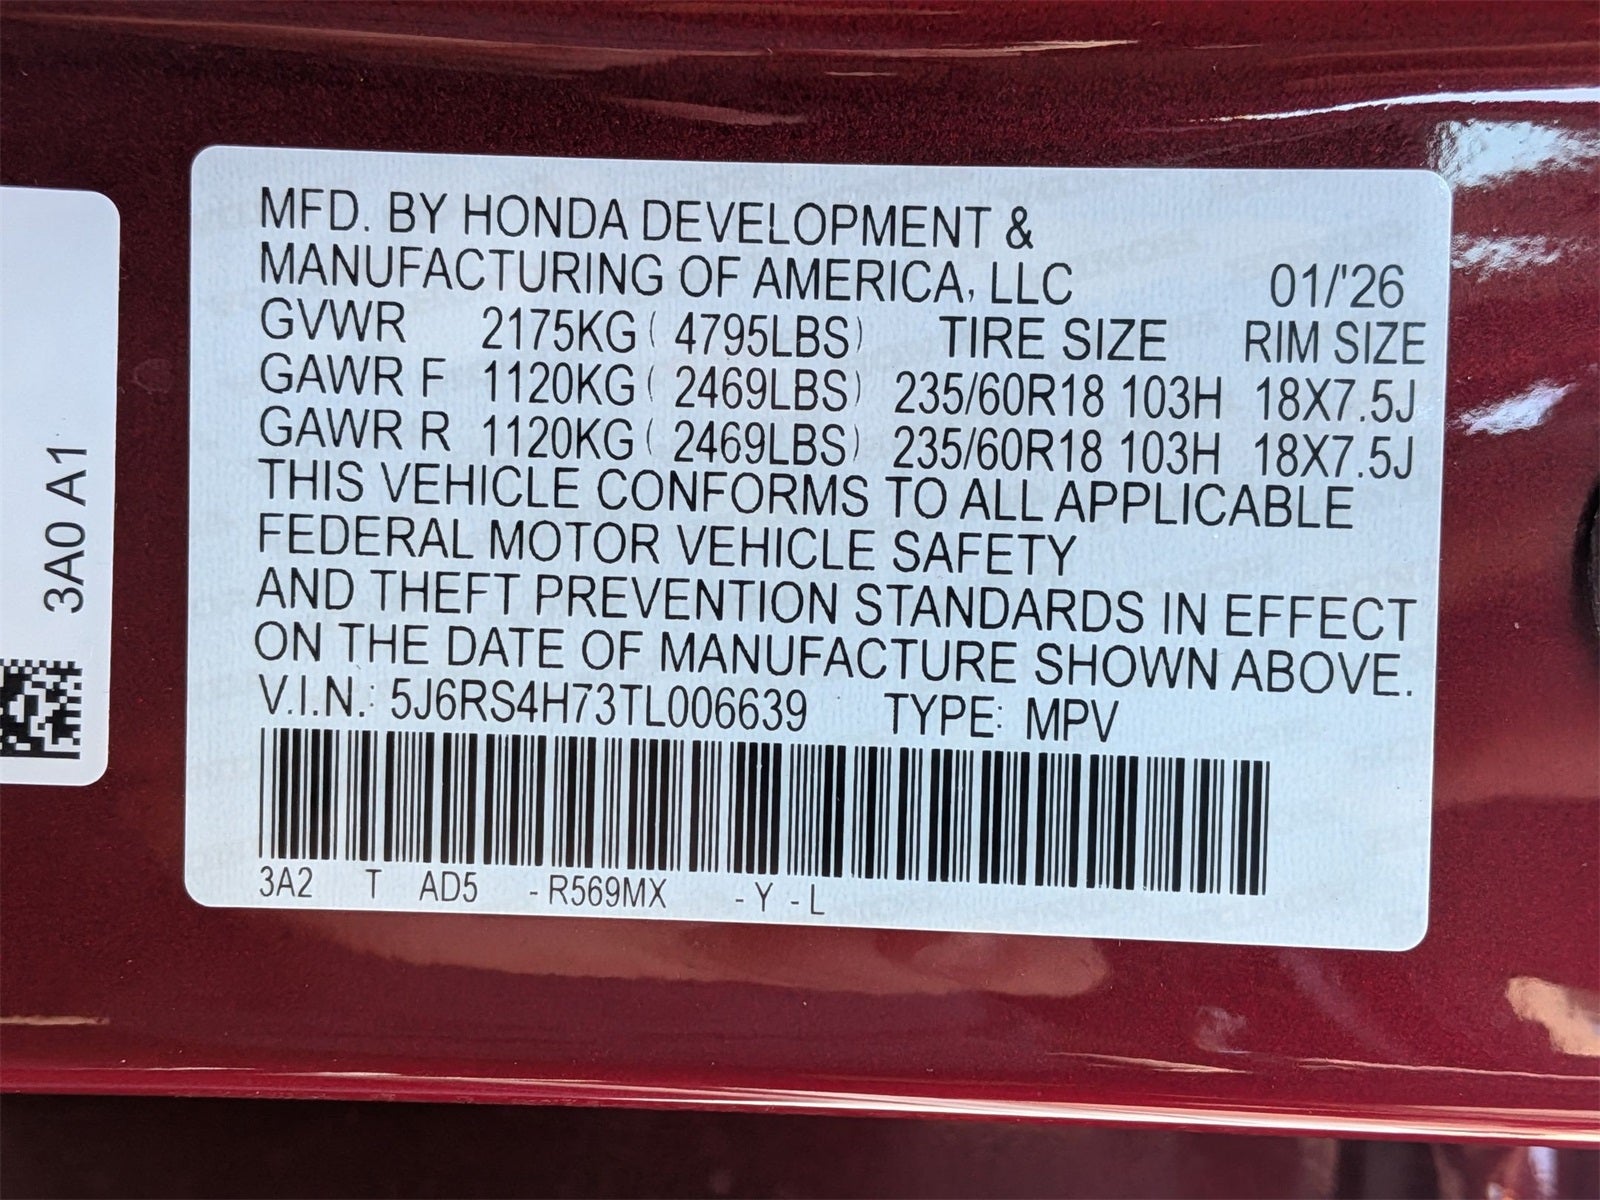 MFD. BY HONDA DEVELOPMENT &
MANUFACTURING OF AMERICA, LLC 01/'26
GVWR 2175KG ( 4795LBS) TIRE SIZE RIM SIZE
GAWR F 1120KG ( 2469LBS) 235/60R18 103H 18X7.5J
GAWR R 1120KG ( 2469LBS) 235/60R18 103H 18X7.5J
THIS VEHICLE CONFORMS TO ALL APPLICABLE
FEDERAL MOTOR VEHICLE SAFETY
AND THEFT PREVENTION STANDARDS IN EFFECT
ON THE DATE OF MANUFACTURE SHOWN ABOVE.
V.I.N.: 5J6RS4H73TL006639 TYPE: MPV
3A2 T AD5 - R569MX - Y - L
3A0 A1